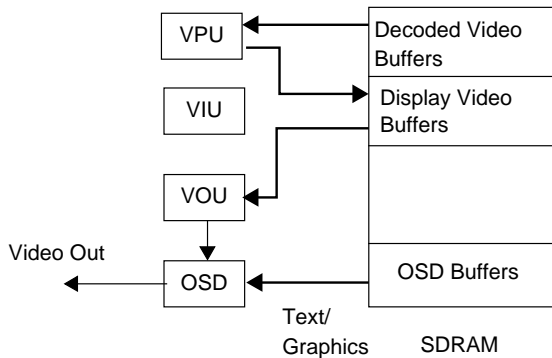 VPU
Decoded Video
Buffers
Display Video
Buffers
VIU
VOU
Video Out
OSD
OSD Buffers
Text/
Graphics
SDRAM